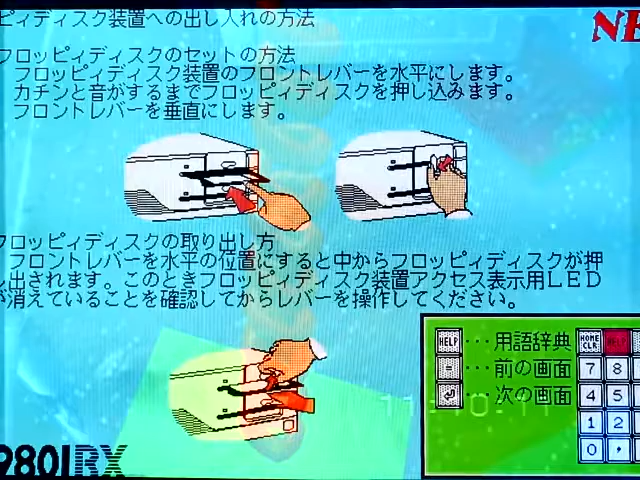 ピィディスク装置への出し入れの方法
NE
フロッピィディスクのセットの方法
フロッピィディスク装置のフロントレバーを水平にします。
カチンと音がするまでフロッピィディスクを押し込みます。
フロントレバーを垂直にします。
フロッピィディスクの取り出し方
フロントレバーを水平の位置にすると中からフロッピィディスクが押
し出されます。このときフロッピィディスク装置アクセス表示用ＬＥＤ
が消えていることを確認してからレバーを操作してください。
HELP･･･用語辞典
-･･･前の画面
⏎･･･次の画面
HOME CLR HELP
7 8
4 5
1 2
0 ,
9801RX